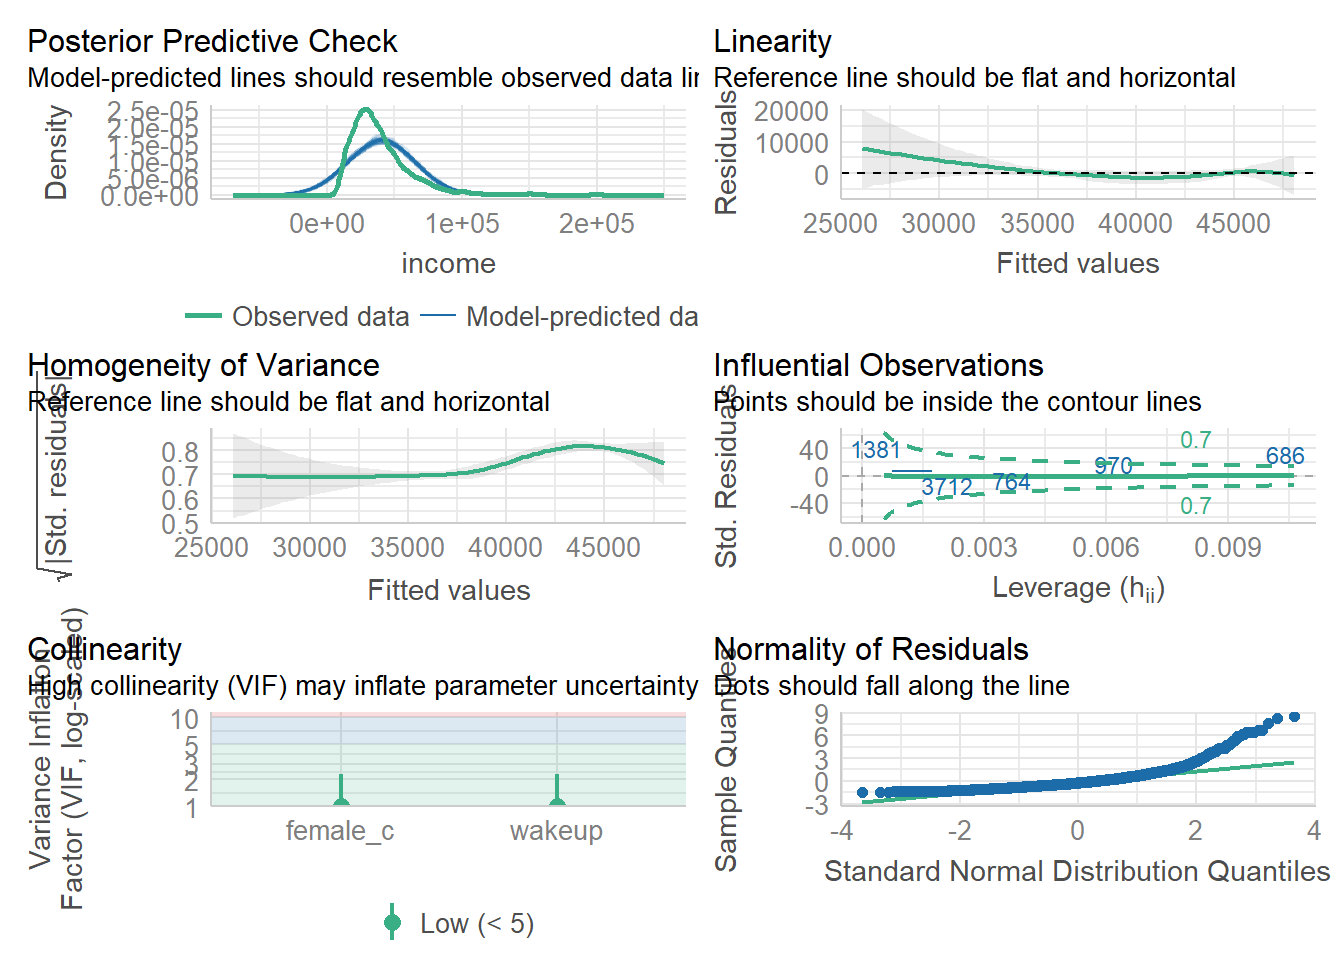 Posterior Predictive Check
Model-predicted lines should resemble observed data lin
Density
2.5e-05
2.0e-05
1.5e-05
1.0e-05
5.0e-06
0.0e+00
0e+00 1e+05 2e+05
income
Observed data Model-predicted da
Linearity
Reference line should be flat and horizontal
Residuals
20000
10000
0
25000 30000 35000 40000 45000
Fitted values
Homogeneity of Variance
Reference line should be flat and horizontal
√|Std. residuals|
0.8
0.7
0.6
0.5
25000 30000 35000 40000 45000
Fitted values
Influential Observations
Points should be inside the contour lines
Std. Residuals
40
0
-40
1381
3712
764
970
686
0.7
0.7
0.000 0.003 0.006 0.009
Leverage (hii)
Collinearity
High collinearity (VIF) may inflate parameter uncertainty
Variance Inflation
Factor (VIF, log-scaled)
10
5
3
2
1
female_c wakeup
Low (< 5)
Normality of Residuals
Dots should fall along the line
Sample Quantiles
9
6
3
0
-3
-4 -2 0 2 4
Standard Normal Distribution Quantiles